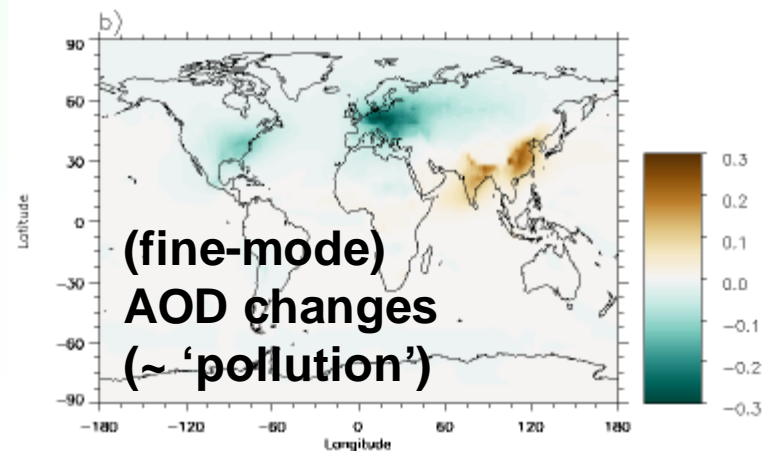 b)
90
60
30
0
−30
−60
−90
Latitude
(fine-mode)
AOD changes
(~ ‘pollution’)
−180 −120 −60 0 60 120 180
Longitude
0.3
0.2
0.1
0.0
−0.1
−0.2
−0.3